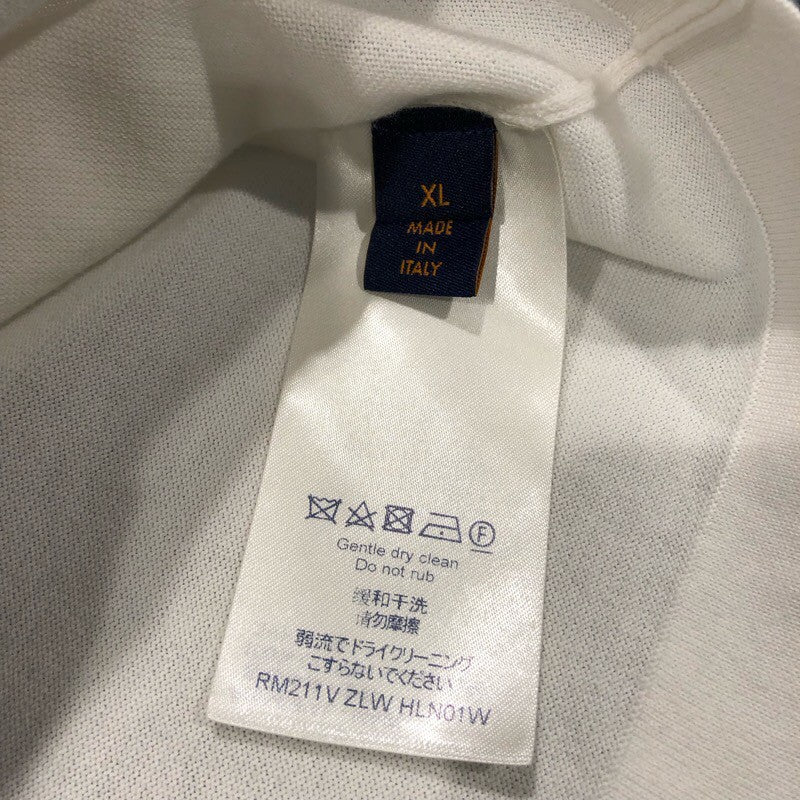 XL
MADE
IN
ITALY
F
Gentle dry clean
Do not rub
缓和干洗
请勿摩擦
弱流でドライクリーニング
こすらないでください
RM211V ZLW HLN01W